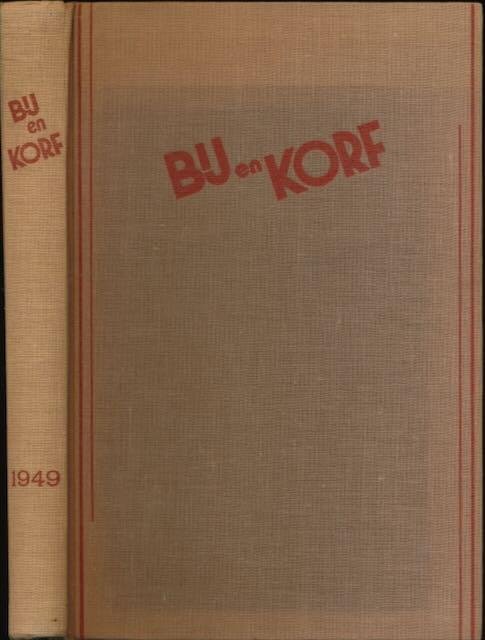 BIJ
en
KORF
1949
BIJ en KORF